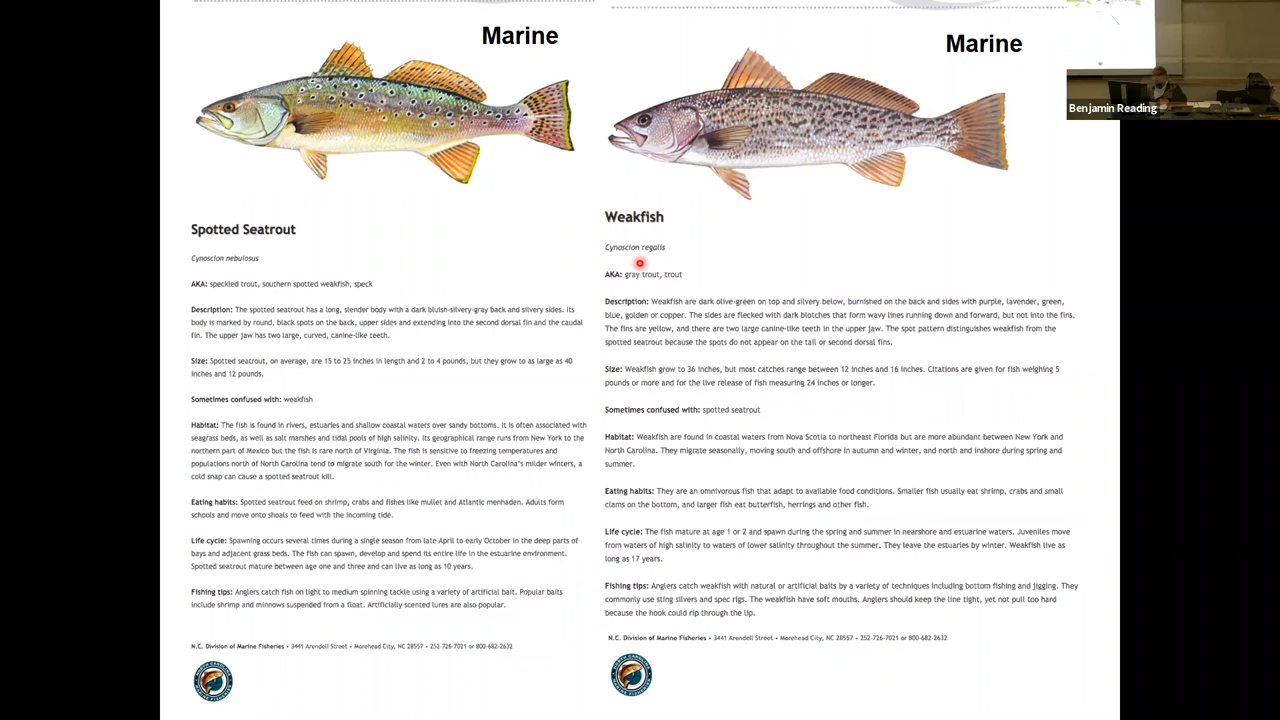 Marine
Spotted Seatrout
Cynoscion nebulosus
AKA: speckled trout, southern spotted weakfish, speck
Description: The spotted seatrout has a long, slender body with a dark bluish-silvery-gray back and silvery sides. Its
body is marked by round, black spots on the back, upper sides and extending into the second dorsal fin and the caudal
fin. The upper jaw has two large, curved, canine-like teeth.
Size: Spotted seatrout, on average, are 15 to 25 inches in length and 2 to 4 pounds, but they grow to as large as 40
inches and 12 pounds.
Sometimes confused with: weakfish
Habitat: The fish is found in rivers, estuaries and shallow coastal waters over sandy bottoms. It is often associated with
seagrass beds, as well as salt marshes and tidal pools of high salinity. Its geographical range runs from New York to the
northern part of Mexico but the fish is rare north of Virginia. The fish is sensitive to freezing temperatures and
populations north of North Carolina tend to migrate south for the winter. Even with North Carolina's milder winters, a
cold snap can cause a spotted seatrout kill.
Eating habits: Spotted seatrout feed on shrimp, crabs and fishes like mullet and Atlantic menhaden. Adults form
schools and move onto shoals to feed with the incoming tide.
Life cycle: Spawning occurs several times during a single season from late April to early October in the deep parts of
bays and adjacent grass beds. The fish can spawn, develop and spend its entire life in the estuarine environment.
Spotted seatrout mature between age one and three and can live as long as 10 years.
Fishing tips: Anglers catch fish on light to medium spinning tackle using a variety of artificial bait. Popular baits
include shrimp and minnows suspended from a float. Artificially scented lures are also popular.
N.C. Division of Marine Fisheries • 3441 Arendell Street • Morehead City, NC 28557 • 252-726-7021 or 800-682-2632
Marine
Weakfish
Cynoscion regalis
AKA: gray trout, trout
Description: Weakfish are dark olive-green on top and silvery below, burnished on the back and sides with purple, lavender, green,
blue, golden or copper. The sides are flecked with dark blotches that form wavy lines running down and forward, but not into the fins.
The fins are yellow, and there are two large canine-like teeth in the upper jaw. The spot pattern distinguishes weakfish from the
spotted seatrout because the spots do not appear on the tail or second dorsal fins.
Size: Weakfish grow to 36 inches, but most catches range between 12 inches and 16 inches. Citations are given for fish weighing 5
pounds or more and for the live release of fish measuring 24 inches or longer.
Sometimes confused with: spotted seatrout
Habitat: Weakfish are found in coastal waters from Nova Scotia to northeast Florida but are more abundant between New York and
North Carolina. They migrate seasonally, moving south and offshore in autumn and winter, and north and inshore during spring and
summer.
Eating habits: They are an omnivorous fish that adapt to available food conditions. Smaller fish usually eat shrimp, crabs and small
clams on the bottom, and larger fish eat butterfish, herrings and other fish.
Life cycle: The fish mature at age 1 or 2 and spawn during the spring and summer in nearshore and estuarine waters. Juveniles move
from waters of high salinity to waters of lower salinity throughout the summer. They leave the estuaries by winter. Weakfish live as
long as 17 years.
Fishing tips: Anglers catch weakfish with natural or artificial baits by a variety of techniques including bottom fishing and jigging. They
commonly use sting silvers and spec rigs. The weakfish have soft mouths. Anglers should keep the line tight, yet not pull too hard
because the hook could rip through the lip.
N.C. Division of Marine Fisheries • 3441 Arendell Street • Morehead City, NC 28557 • 252-726-7021 or 800-682-2632
Benjamin Reading